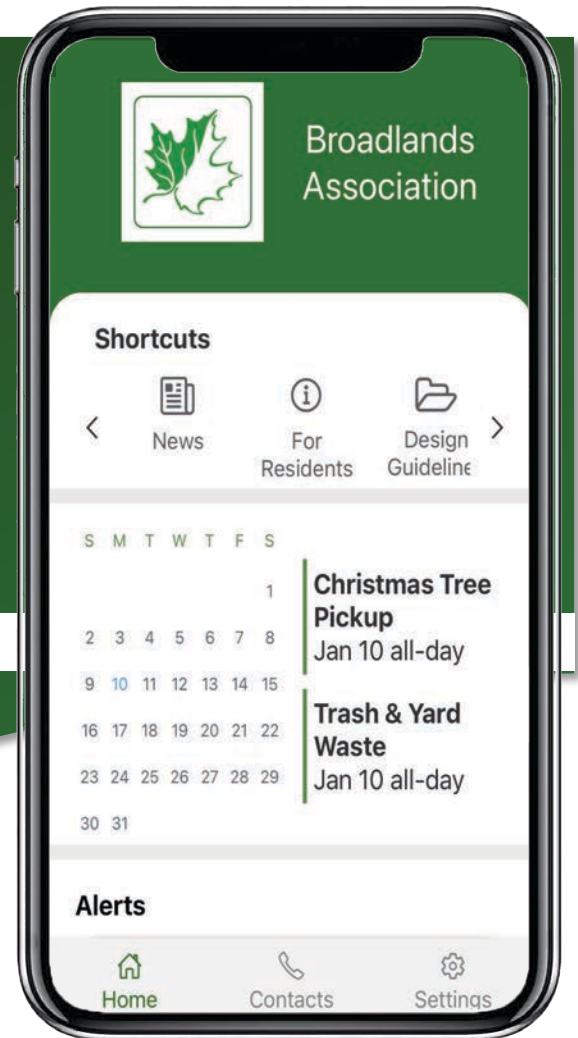 Broadlands
Association
Shortcuts
News
For
Residents
Design
Guideline
S M T W T F S
1
2 3 4 5 6 7 8
9 10 11 12 13 14 15
16 17 18 19 20 21 22
23 24 25 26 27 28 29
30 31
Christmas Tree
Pickup
Jan 10 all-day
Trash & Yard
Waste
Jan 10 all-day
Alerts
Home
Contacts
Settings